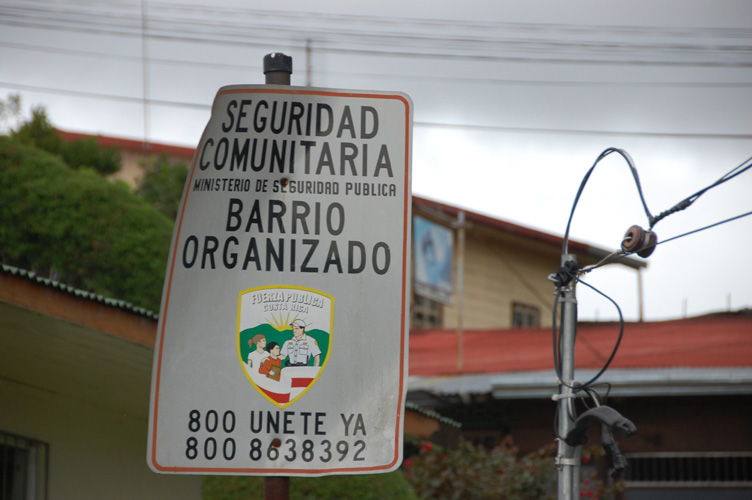 SEGURIDAD
COMUNITARIA
MINISTERIO DE SEGURIDAD PUBLICA
BARRIO
ORGANIZADO
FUERZA PUBLICA
COSTA RICA
800 UNETE YA
800 8638392